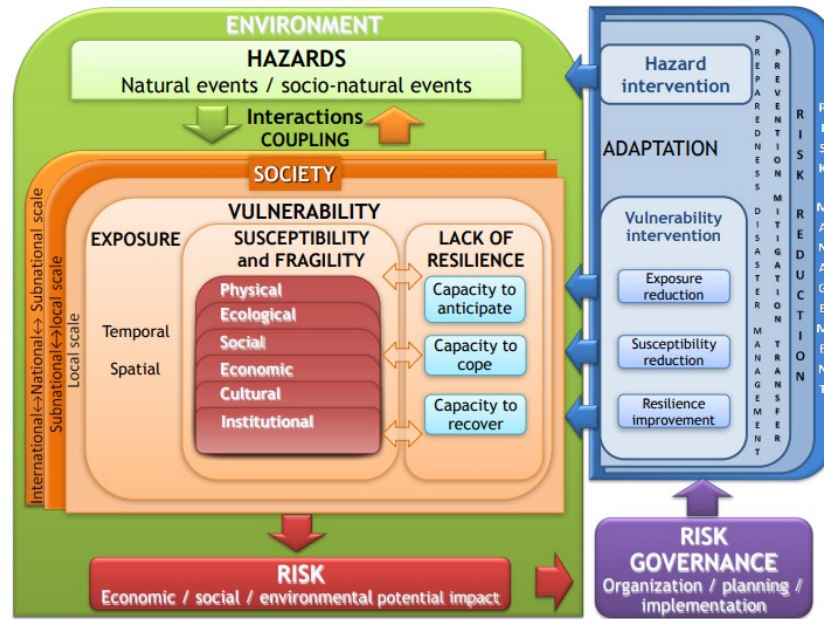 ENVIRONMENT
HAZARDS
Natural events / socio-natural events
Interactions
COUPLING
SOCIETY
International↔National↔ Subnational scale
Subnational↔local scale
Local scale
VULNERABILITY
EXPOSURE
Temporal
Spatial
SUSCEPTIBILITY
and FRAGILITY
Physical
Ecological
Social
Economic
Cultural
Institutional
LACK OF
RESILIENCE
Capacity to
anticipate
Capacity to
cope
Capacity to
recover
RISK
Economic / social / environmental potential impact
Hazard
intervention
ADAPTATION
Vulnerability
intervention
Exposure
reduction
Susceptibility
reduction
Resilience
improvement
PREPAREDNESS DISASTER MANAGEMENT
PREVENTION MITIGATION TRANSFER
RISK REDUCTION
RISK MANAGEMENT
RISK
GOVERNANCE
Organization / planning /
implementation